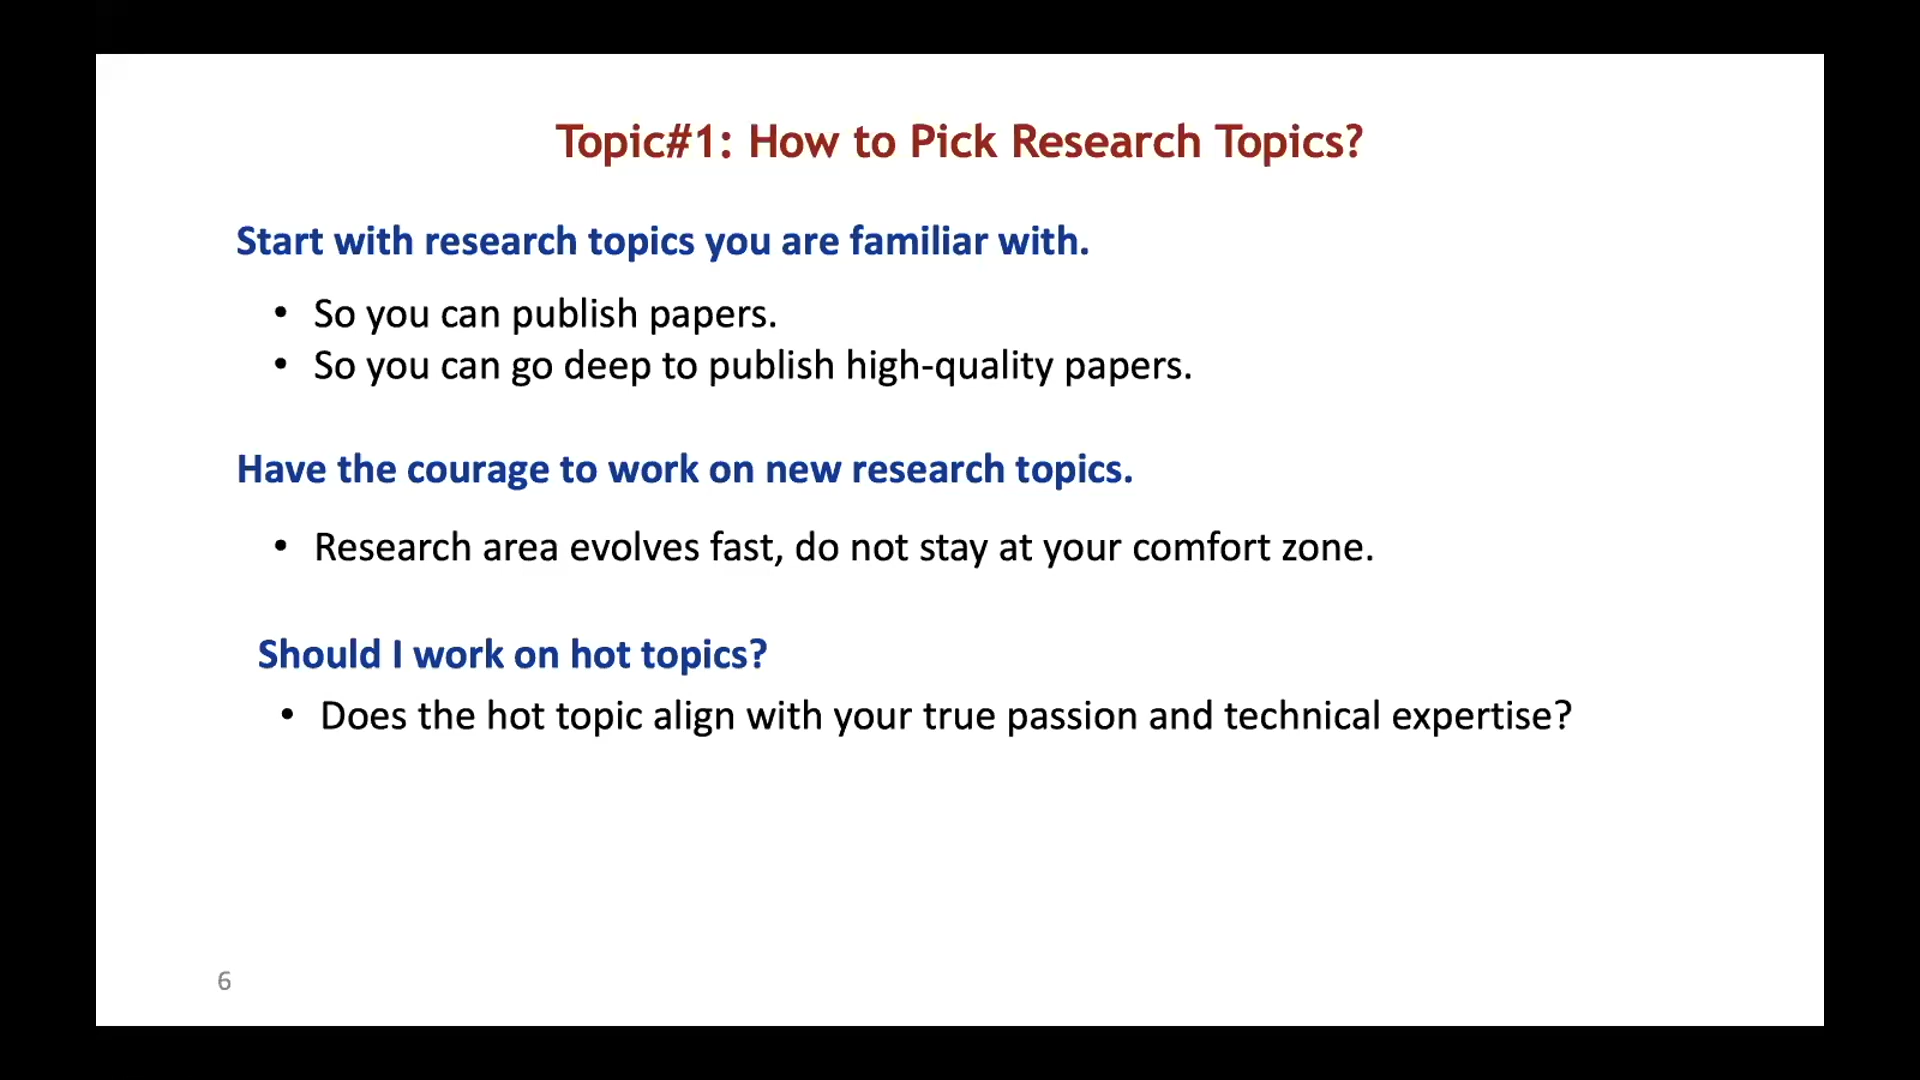 Topic#1: How to Pick Research Topics?
Start with research topics you are familiar with.
• So you can publish papers.
• So you can go deep to publish high-quality papers.
Have the courage to work on new research topics.
• Research area evolves fast, do not stay at your comfort zone.
Should I work on hot topics?
• Does the hot topic align with your true passion and technical expertise?
6